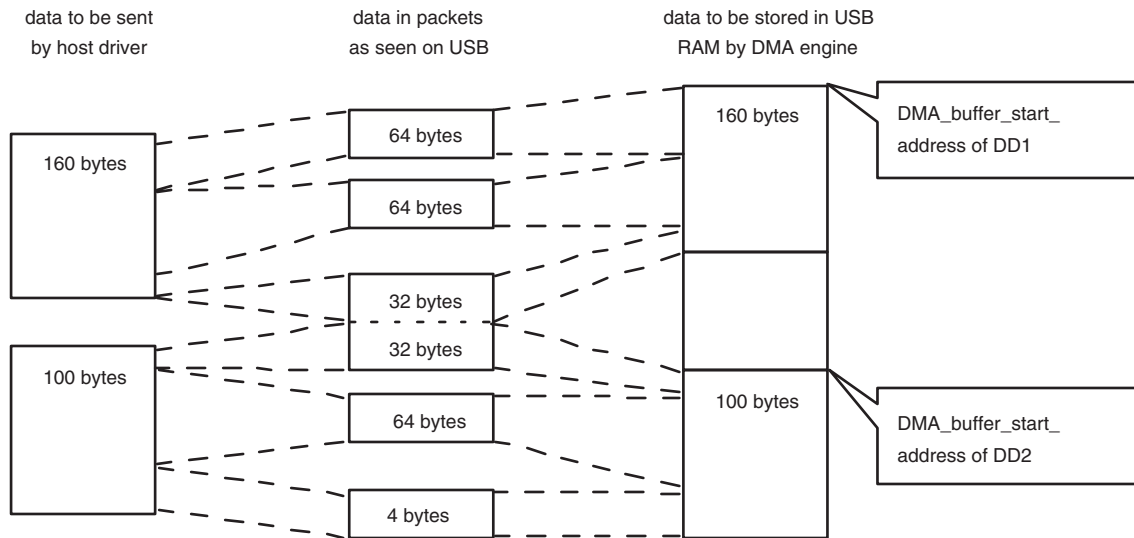 data to be sent
by host driver
data in packets
as seen on USB
data to be stored in USB
RAM by DMA engine
160 bytes
100 bytes
64 bytes
64 bytes
32 bytes
32 bytes
64 bytes
4 bytes
160 bytes
100 bytes
DMA_buffer_start_
address of DD1
DMA_buffer_start_
address of DD2